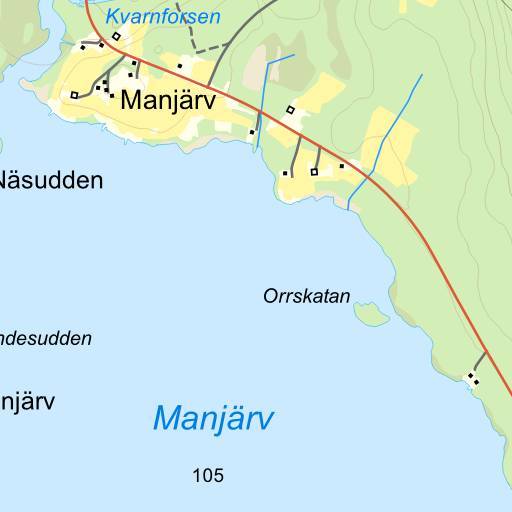 Kvarnforsen
Manjärv
Näsudden
Orrskatan
ndesudden
njärv
Manjärv
105